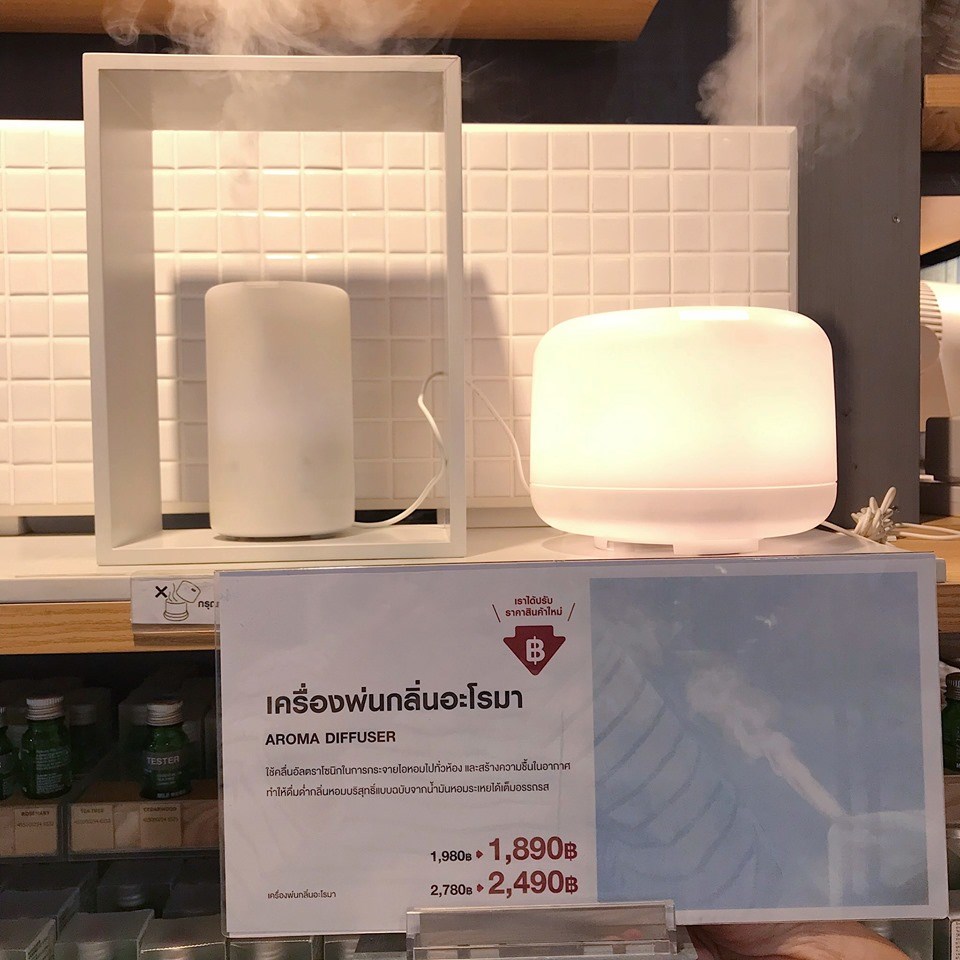 เราได้ปรับ
ราคาสินค้าใหม่
฿
เครื่องพ่นกลิ่นอะโรมา
AROMA DIFFUSER
ใช้คลื่นอัลตราโซนิกในการกระจายไอหอมไปทั่วห้อง และสร้างความชื้นในอากาศ
ทำให้ดื่มด่ำกลิ่นหอมบริสุทธิ์แบบฉบับจากน้ำมันหอมระเหยได้เต็มอรรถรส
1,980฿ 1,890฿
2,780฿ 2,490฿
เครื่องพ่นกลิ่นอะโรมา
TESTER